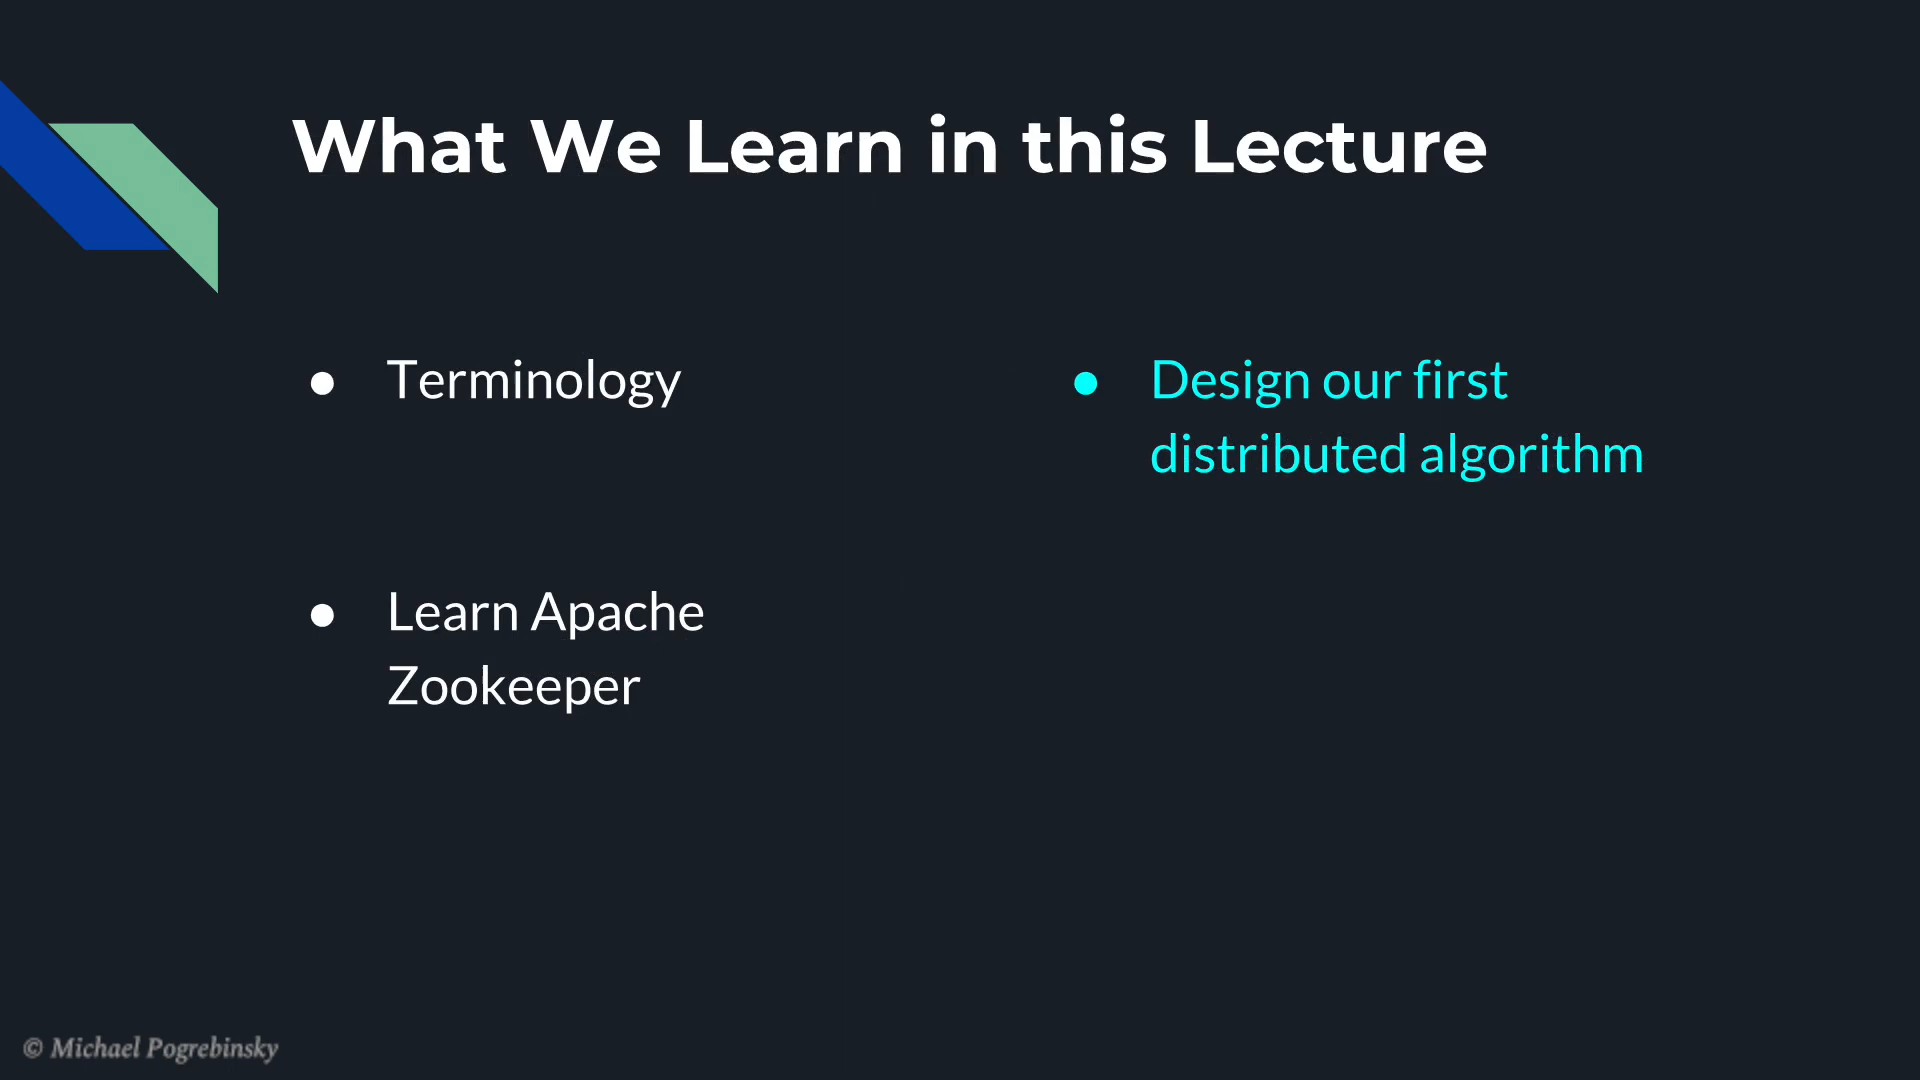 What We Learn in this Lecture
● Terminology
● Learn Apache
Zookeeper
● Design our first
distributed algorithm
© Michael Pogrebinsky